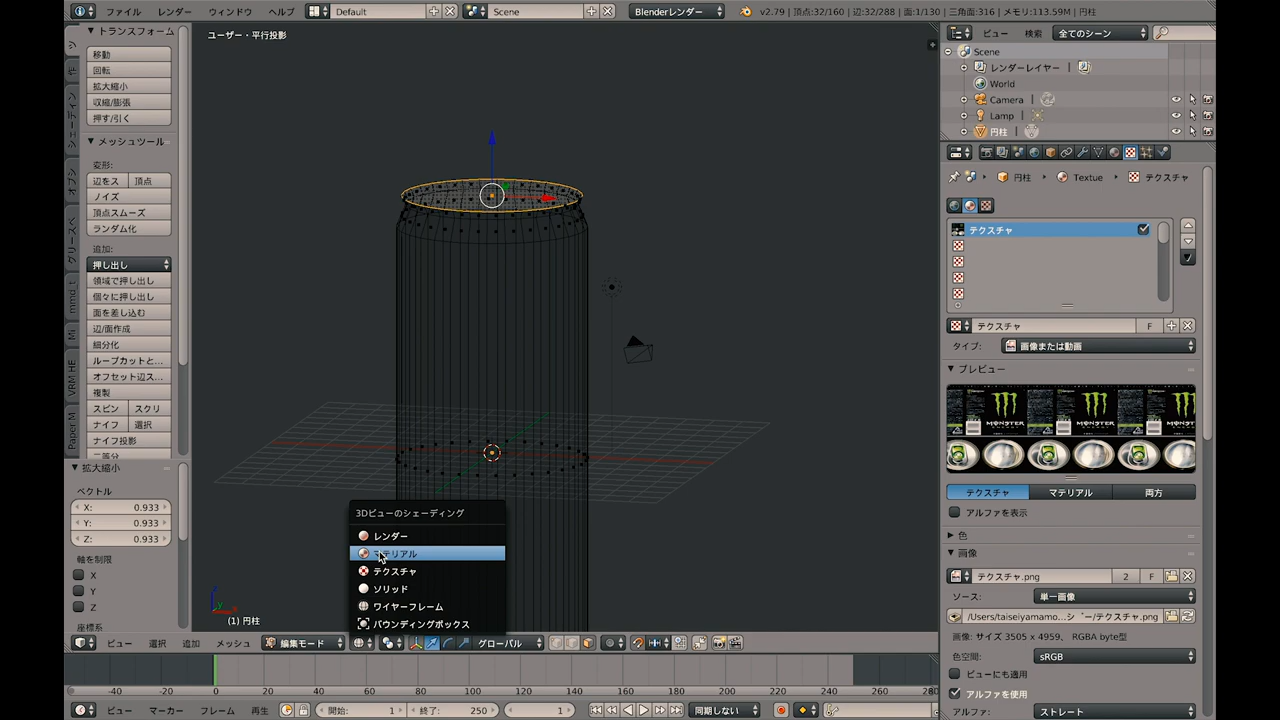 ファイル レンダー ウィンドウ ヘルプ Default Scene Blenderレンダー v2.79 | 頂点:32/160 | 辺:32/288 | 面:1/130 | 三角面:316 | メモリ:113.59M | 円柱
トランスフォーム
移動
回転
拡大縮小
収縮/膨張
押す/引く
メッシュツール
変形:
辺をス 頂点
ノイズ
頂点スムーズ
ランダム化
追加:
押し出し
領域で押し出し
個々に押し出し
面を差し込む
辺/面作成
細分化
ループカットと...
オフセット辺ス...
複製
スピン スクリ
ナイフ 選択
ナイフ投影
二等分
拡大縮小
ベクトル
X: 0.933
Y: 0.933
Z: 0.933
軸を制限
X
Y
Z
座標系
ユーザー・平行投影
(1) 円柱
3Dビューのシェーディング
レンダー
マテリアル
テクスチャ
ソリッド
ワイヤーフレーム
バウンディングボックス
ビュー 選択 追加 メッシュ 編集モード グローバル
-40 -20 0 20 40 60 80 100 120 140 160 180 200 220 240 260 280
ビュー マーカー フレーム 再生 開始: 1 終了: 250 1 同期しない
ビュー 検索 全てのシーン
Scene
レンダーレイヤー
World
Camera
Lamp
円柱
円柱 Textue テクスチャ
テクスチャ
テクスチャ F
タイプ: 画像または動画
プレビュー
MONSTER
テクスチャ マテリアル 両方
アルファを表示
色
画像
テクスチャ.png 2 F
ソース: 単一画像
画像: サイズ 3505 x 4959、 RGBA byte型
色空間: sRGB
ビューにも適用
アルファを使用
アルファ: ストレート